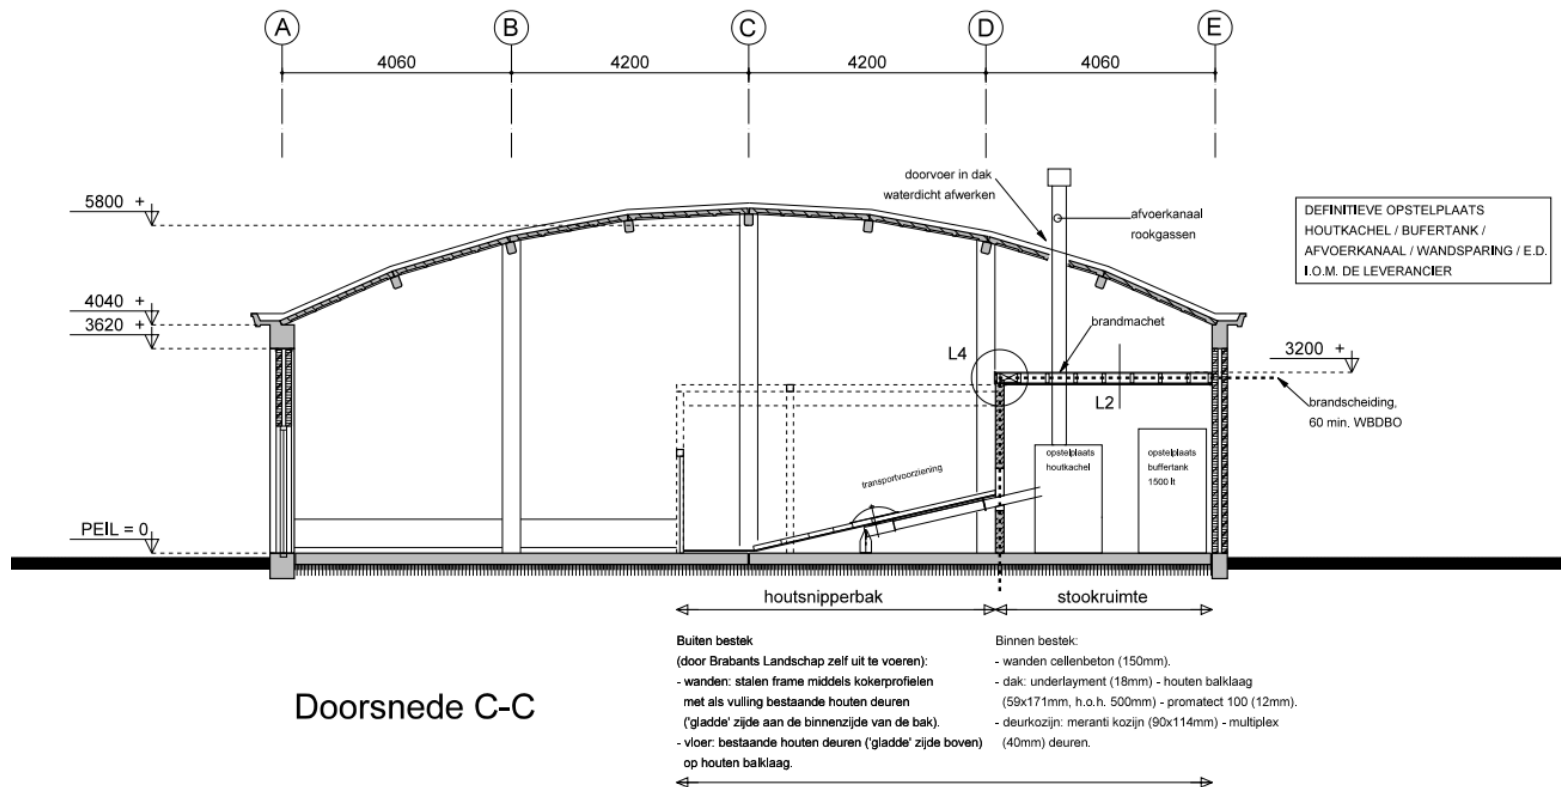 A B C D E
4060 4200 4200 4060
doorvoer in dak
waterdicht afwerken
5800 +
afvoerkanaal
rookgassen
DEFINITIEVE OPSTELPLAATS
HOUTKACHEL / BUFERTANK /
AFVOERKANAAL / WANDSPARING / E.D.
I.O.M. DE LEVERANCIER
4040 +
3620 +
brandmachet
L4
3200 +
L2
brandscheiding,
60 min. WBDBO
opstelplaats
houtkachel
opstelplaats
buffertank
1500 lt
transportvoorziening
PEIL = 0
houtsnipperbak
stookruimte
Buiten bestek
(door Brabants Landschap zelf uit te voeren):
- wanden: stalen frame middels kokerprofielen
met als vulling bestaande houten deuren
('gladde' zijde aan de binnenzijde van de bak).
- vloer: bestaande houten deuren ('gladde' zijde boven)
op houten balklaag.
Binnen bestek:
- wanden cellenbeton (150mm).
- dak: underlayment (18mm) - houten balklaag
(59x171mm, h.o.h. 500mm) - promatect 100 (12mm).
- deurkozijn: meranti kozijn (90x114mm) - multiplex
(40mm) deuren.
Doorsnede C-C